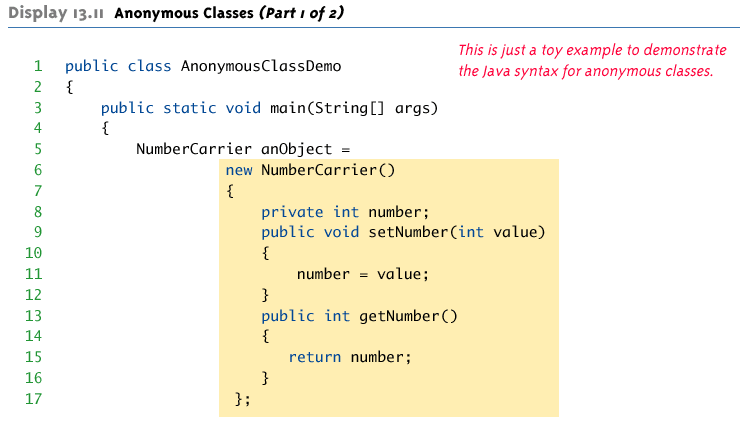 Display 13.11 Anonymous Classes (Part 1 of 2)
This is just a toy example to demonstrate
the Java syntax for anonymous classes.
1 public class AnonymousClassDemo
2 {
3     public static void main(String[] args)
4     {
5         NumberCarrier anObject =
6                   new NumberCarrier()
7                   {
8                       private int number;
9                       public void setNumber(int value)
10                      {
11                          number = value;
12                      }
13                      public int getNumber()
14                      {
15                         return number;
16                      }
17                   };